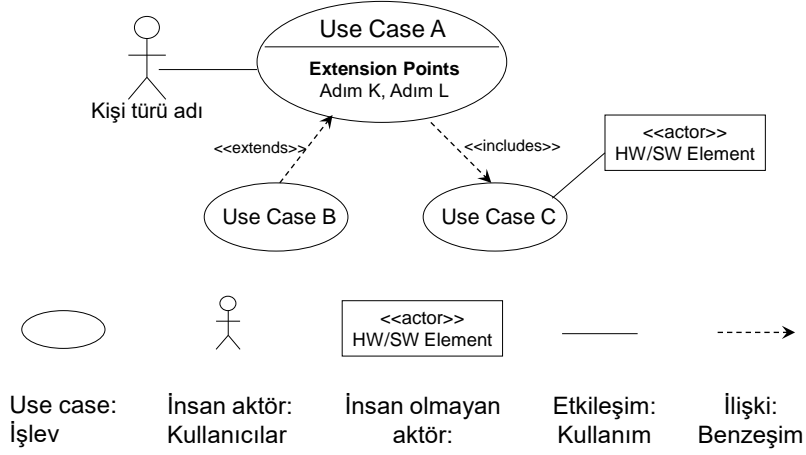 Use Case A
Extension Points
Adım K, Adım L
Kişi türü adı
<<extends>>
<<includes>>
<<actor>>
HW/SW Element
Use Case B
Use Case C
<<actor>>
HW/SW Element
Use case:
İşlev
İnsan aktör:
Kullanıcılar
İnsan olmayan
aktör:
Etkileşim:
Kullanım
İlişki:
Benzeşim